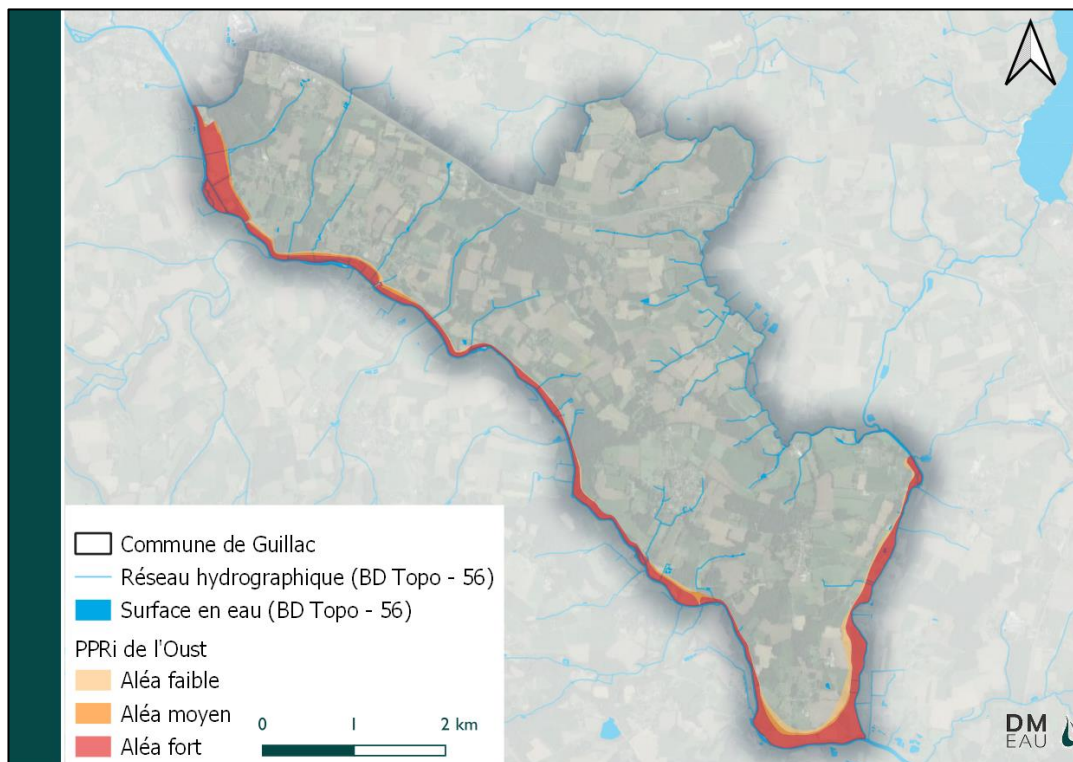 Commune de Guillac
Réseau hydrographique (BD Topo - 56)
Surface en eau (BD Topo - 56)
PPRi de l'Oust
Aléa faible
Aléa moyen
Aléa fort
0 1 2 km
DM
EAU